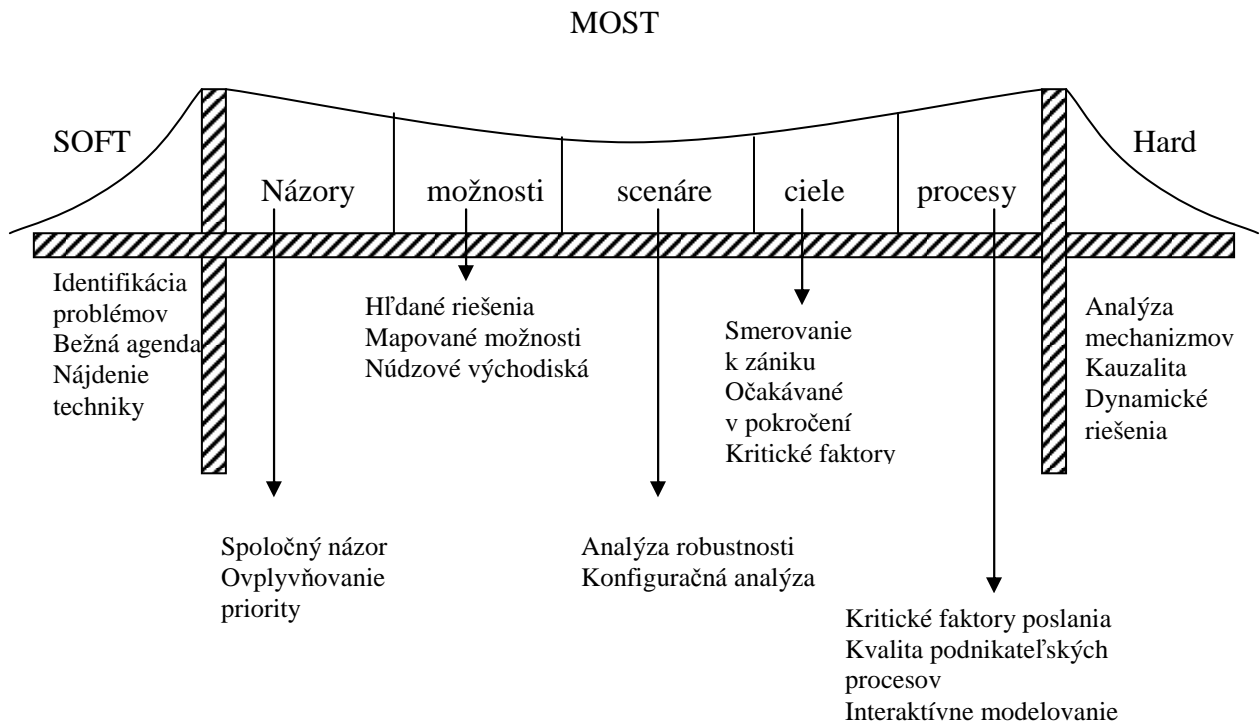 MOST
SOFT
Hard
Názory
možnosti
scenáre
ciele
procesy
Identifikácia
problémov
Bežná agenda
Nájdenie
techniky
Hľdané riešenia
Mapované možnosti
Núdzové východiská
Smerovanie
k zániku
Očakávané
v pokročení
Kritické faktory
Analýza
mechanizmov
Kauzalita
Dynamické
riešenia
Spoločný názor
Ovplyvňovanie
priority
Analýza robustnosti
Konfiguračná analýza
Kritické faktory poslania
Kvalita podnikateľských
procesov
Interaktívne modelovanie